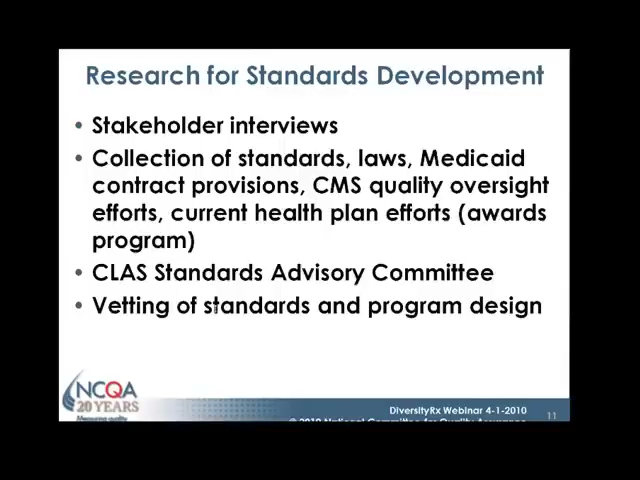 Research for Standards Development
• Stakeholder interviews
• Collection of standards, laws, Medicaid
contract provisions, CMS quality oversight
efforts, current health plan efforts (awards
program)
• CLAS Standards Advisory Committee
• Vetting of standards and program design
NCQA
20 YEARS
Measuring quality.
DiversityRx Webinar 4-1-2010
© 2010 National Committee for Quality Assurance
11